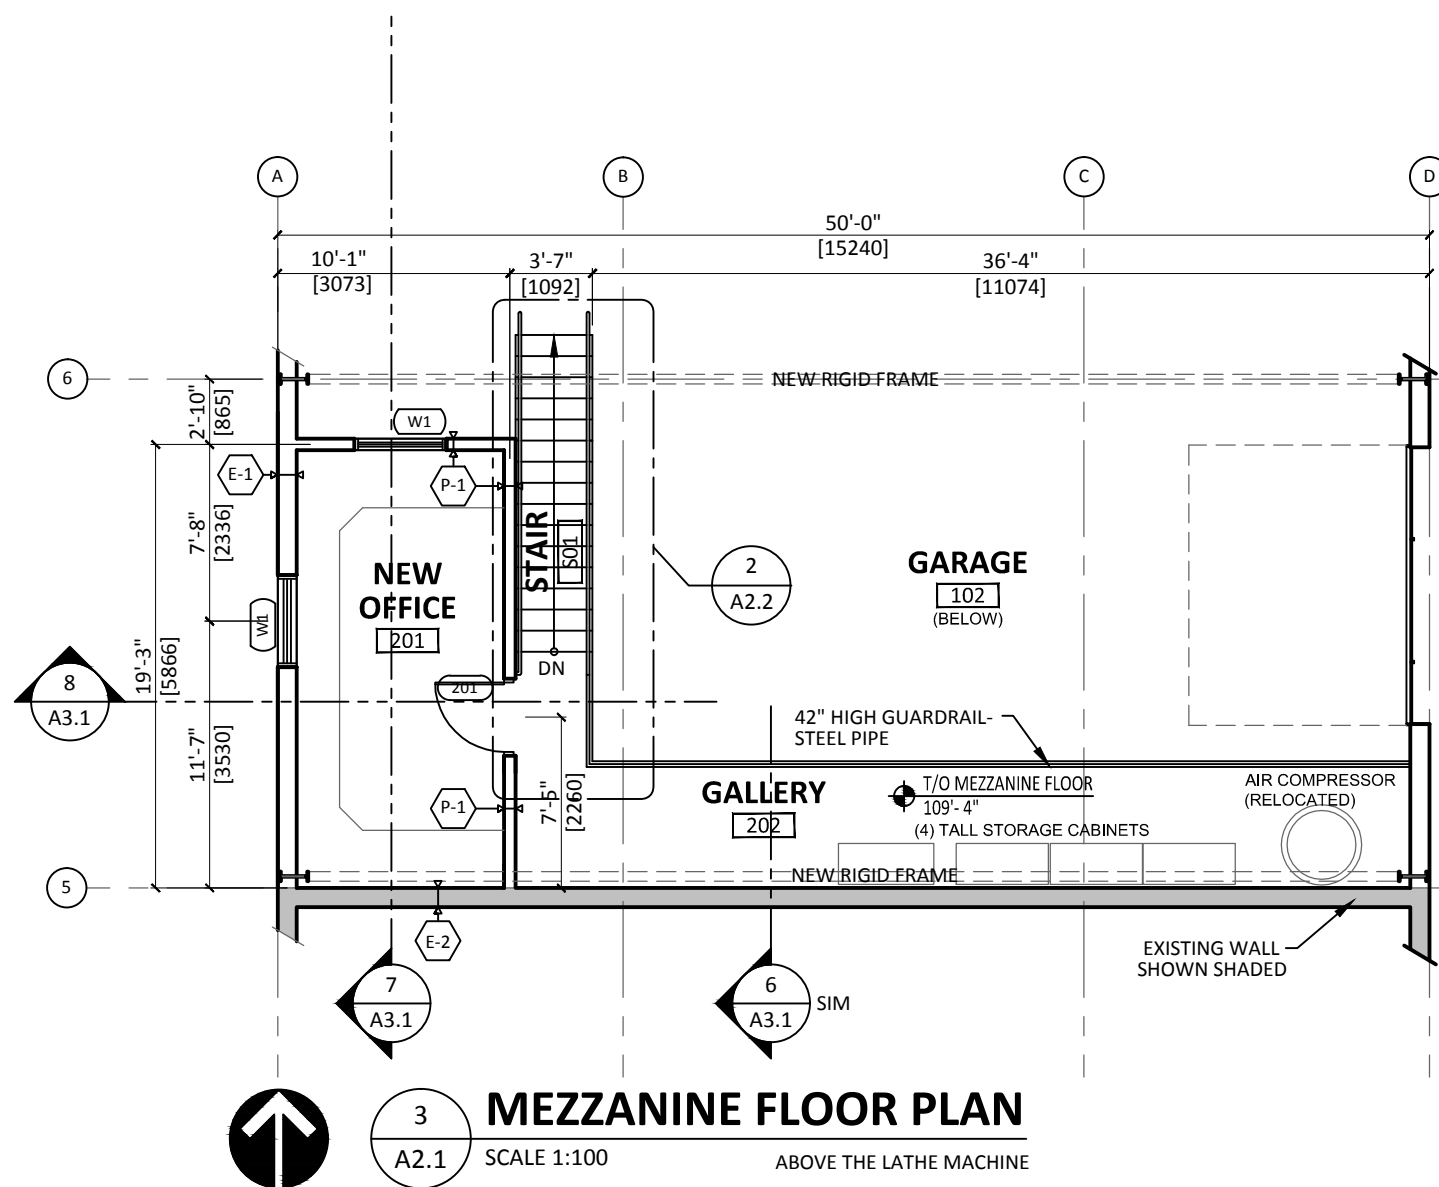 A
B
C
D
50'-0"
[15240]
10'-1"
[3073]
3'-7"
[1092]
36'-4"
[11074]
6
NEW RIGID FRAME
2'-10"
[865]
W1
E-1
P-1
7'-8"
[2336]
STAIR
S01
NEW
OFFICE
201
GARAGE
102
(BELOW)
2
A2.2
W1
19'-3"
[5866]
DN
201
8
A3.1
42" HIGH GUARDRAIL-
STEEL PIPE
11'-7"
[3530]
7'-5"
[2260]
P-1
GALLERY
202
T/O MEZZANINE FLOOR
109'- 4"
AIR COMPRESSOR
(RELOCATED)
(4) TALL STORAGE CABINETS
5
NEW RIGID FRAME
E-2
EXISTING WALL
SHOWN SHADED
7
A3.1
6
A3.1
SIM
3
A2.1
MEZZANINE FLOOR PLAN
SCALE 1:100
ABOVE THE LATHE MACHINE